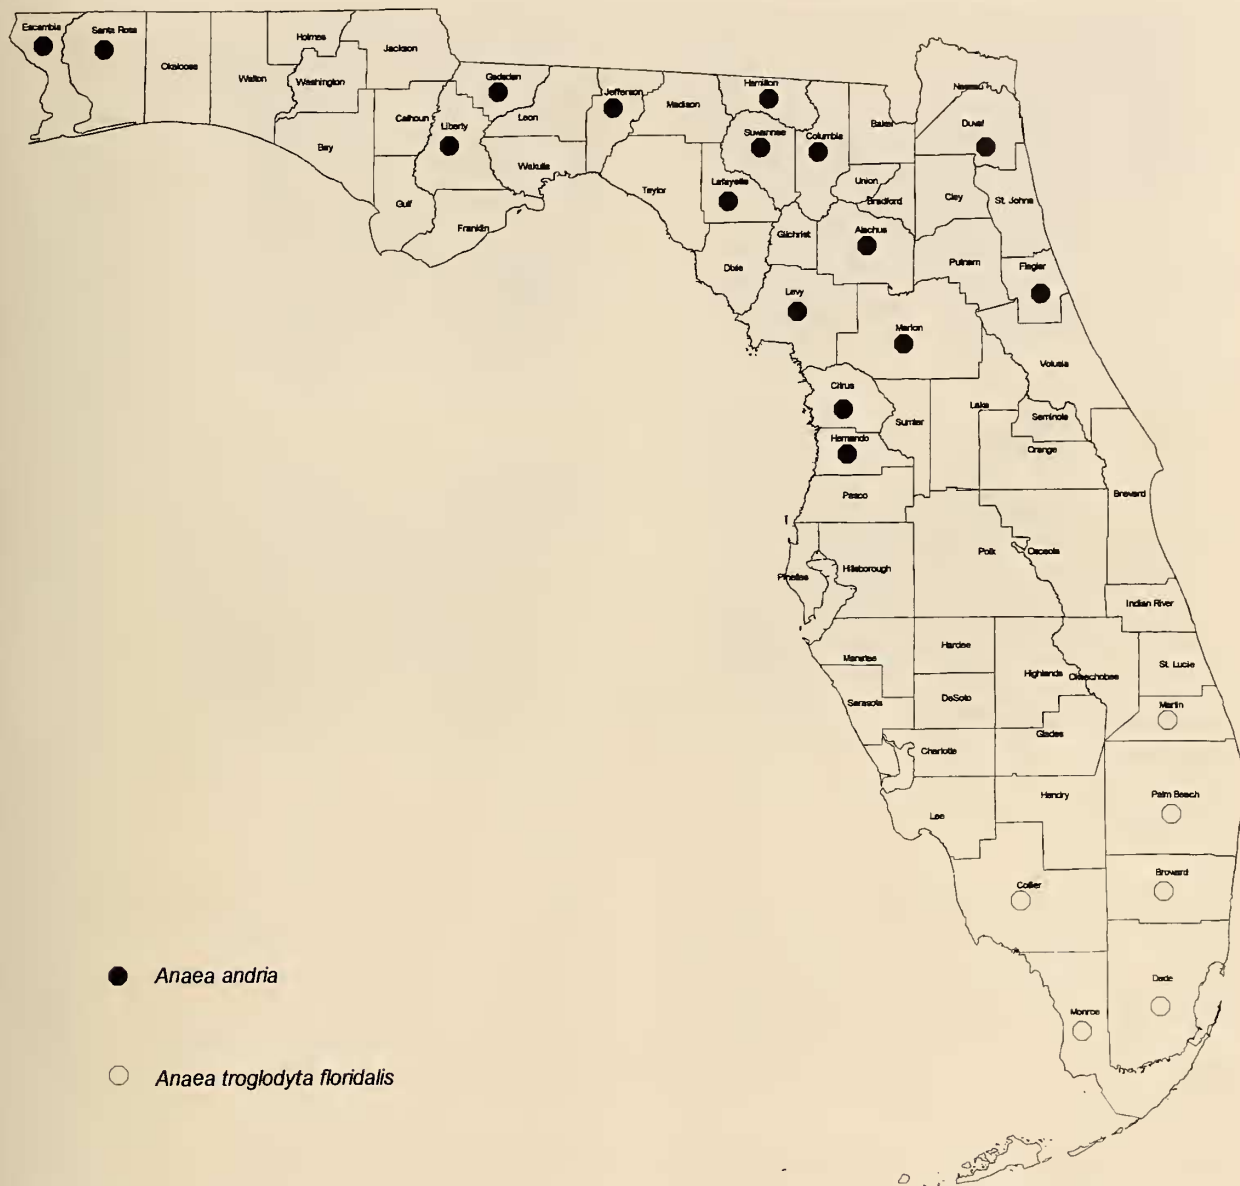 Escambia
Santa Rosa
Okaloosa
Walton
Holmes
Washington
Jackson
Bay
Calhoun
Gulf
Liberty
Gadsden
Franklin
Leon
Wakulla
Jefferson
Madison
Taylor
Hamilton
Suwannee
Lafayette
Dixie
Columbia
Gilchrist
Baker
Union
Bradford
Alachua
Levy
Nassau
Duval
Clay
St. Johns
Putnam
Flagler
Marion
Volusia
Citrus
Sumter
Lake
Seminole
Hernando
Orange
Pasco
Brevard
Pinellas
Hillsborough
Polk
Osceola
Indian River
Manatee
Hardee
Highlands
Okeechobee
St. Lucie
Sarasota
DeSoto
Martin
Charlotte
Glades
Lee
Hendry
Palm Beach
Collier
Broward
Monroe
Dade
Anaea andria
Anaea troglodyta floridalis